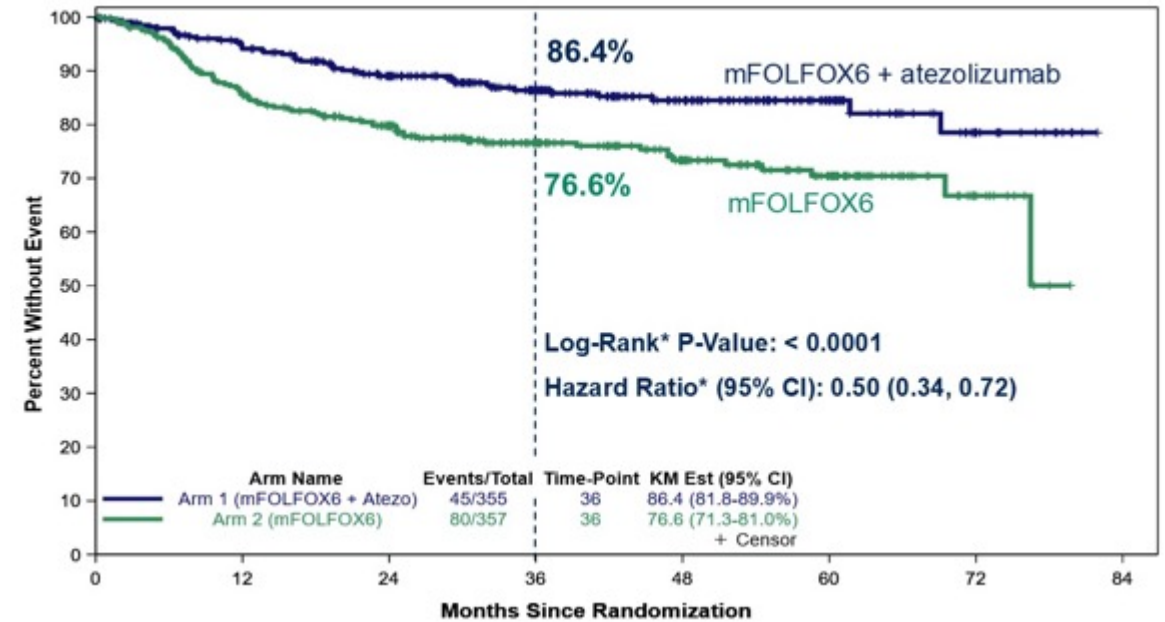 100
90
80
70
60
50
40
30
20
10
0
Percent Without Event
86.4%
mFOLFOX6 + atezolizumab
76.6%
mFOLFOX6
Log-Rank* P-Value: < 0.0001
Hazard Ratio* (95% CI): 0.50 (0.34, 0.72)
Arm Name Events/Total Time-Point KM Est (95% CI)
Arm 1 (mFOLFOX6 + Atezo) 45/355 36 86.4 (81.8-89.9%)
Arm 2 (mFOLFOX6) 80/357 36 76.6 (71.3-81.0%)
+ Censor
0 12 24 36 48 60 72 84
Months Since Randomization